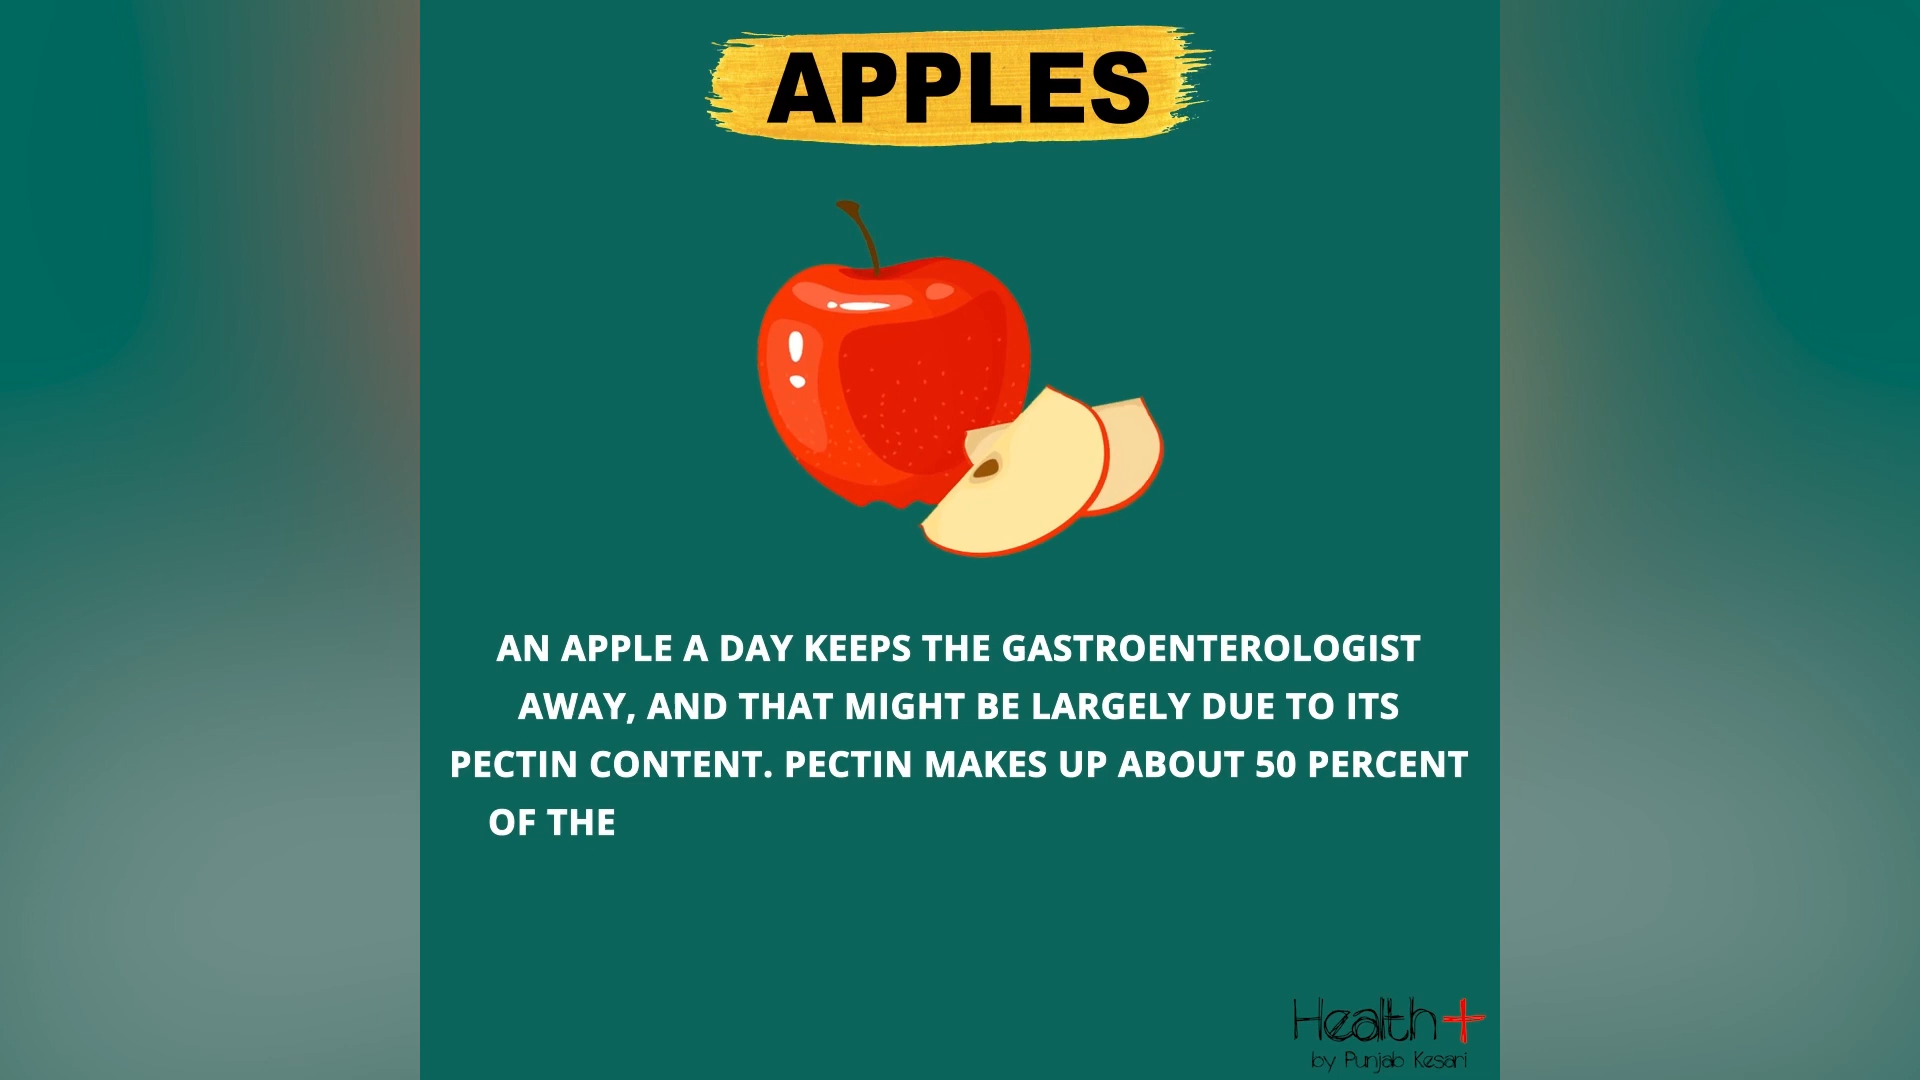 APPLES
AN APPLE A DAY KEEPS THE GASTROENTEROLOGIST
AWAY, AND THAT MIGHT BE LARGELY DUE TO ITS
PECTIN CONTENT. PECTIN MAKES UP ABOUT 50 PERCENT
OF THE
Health+
by Punjab Kesari